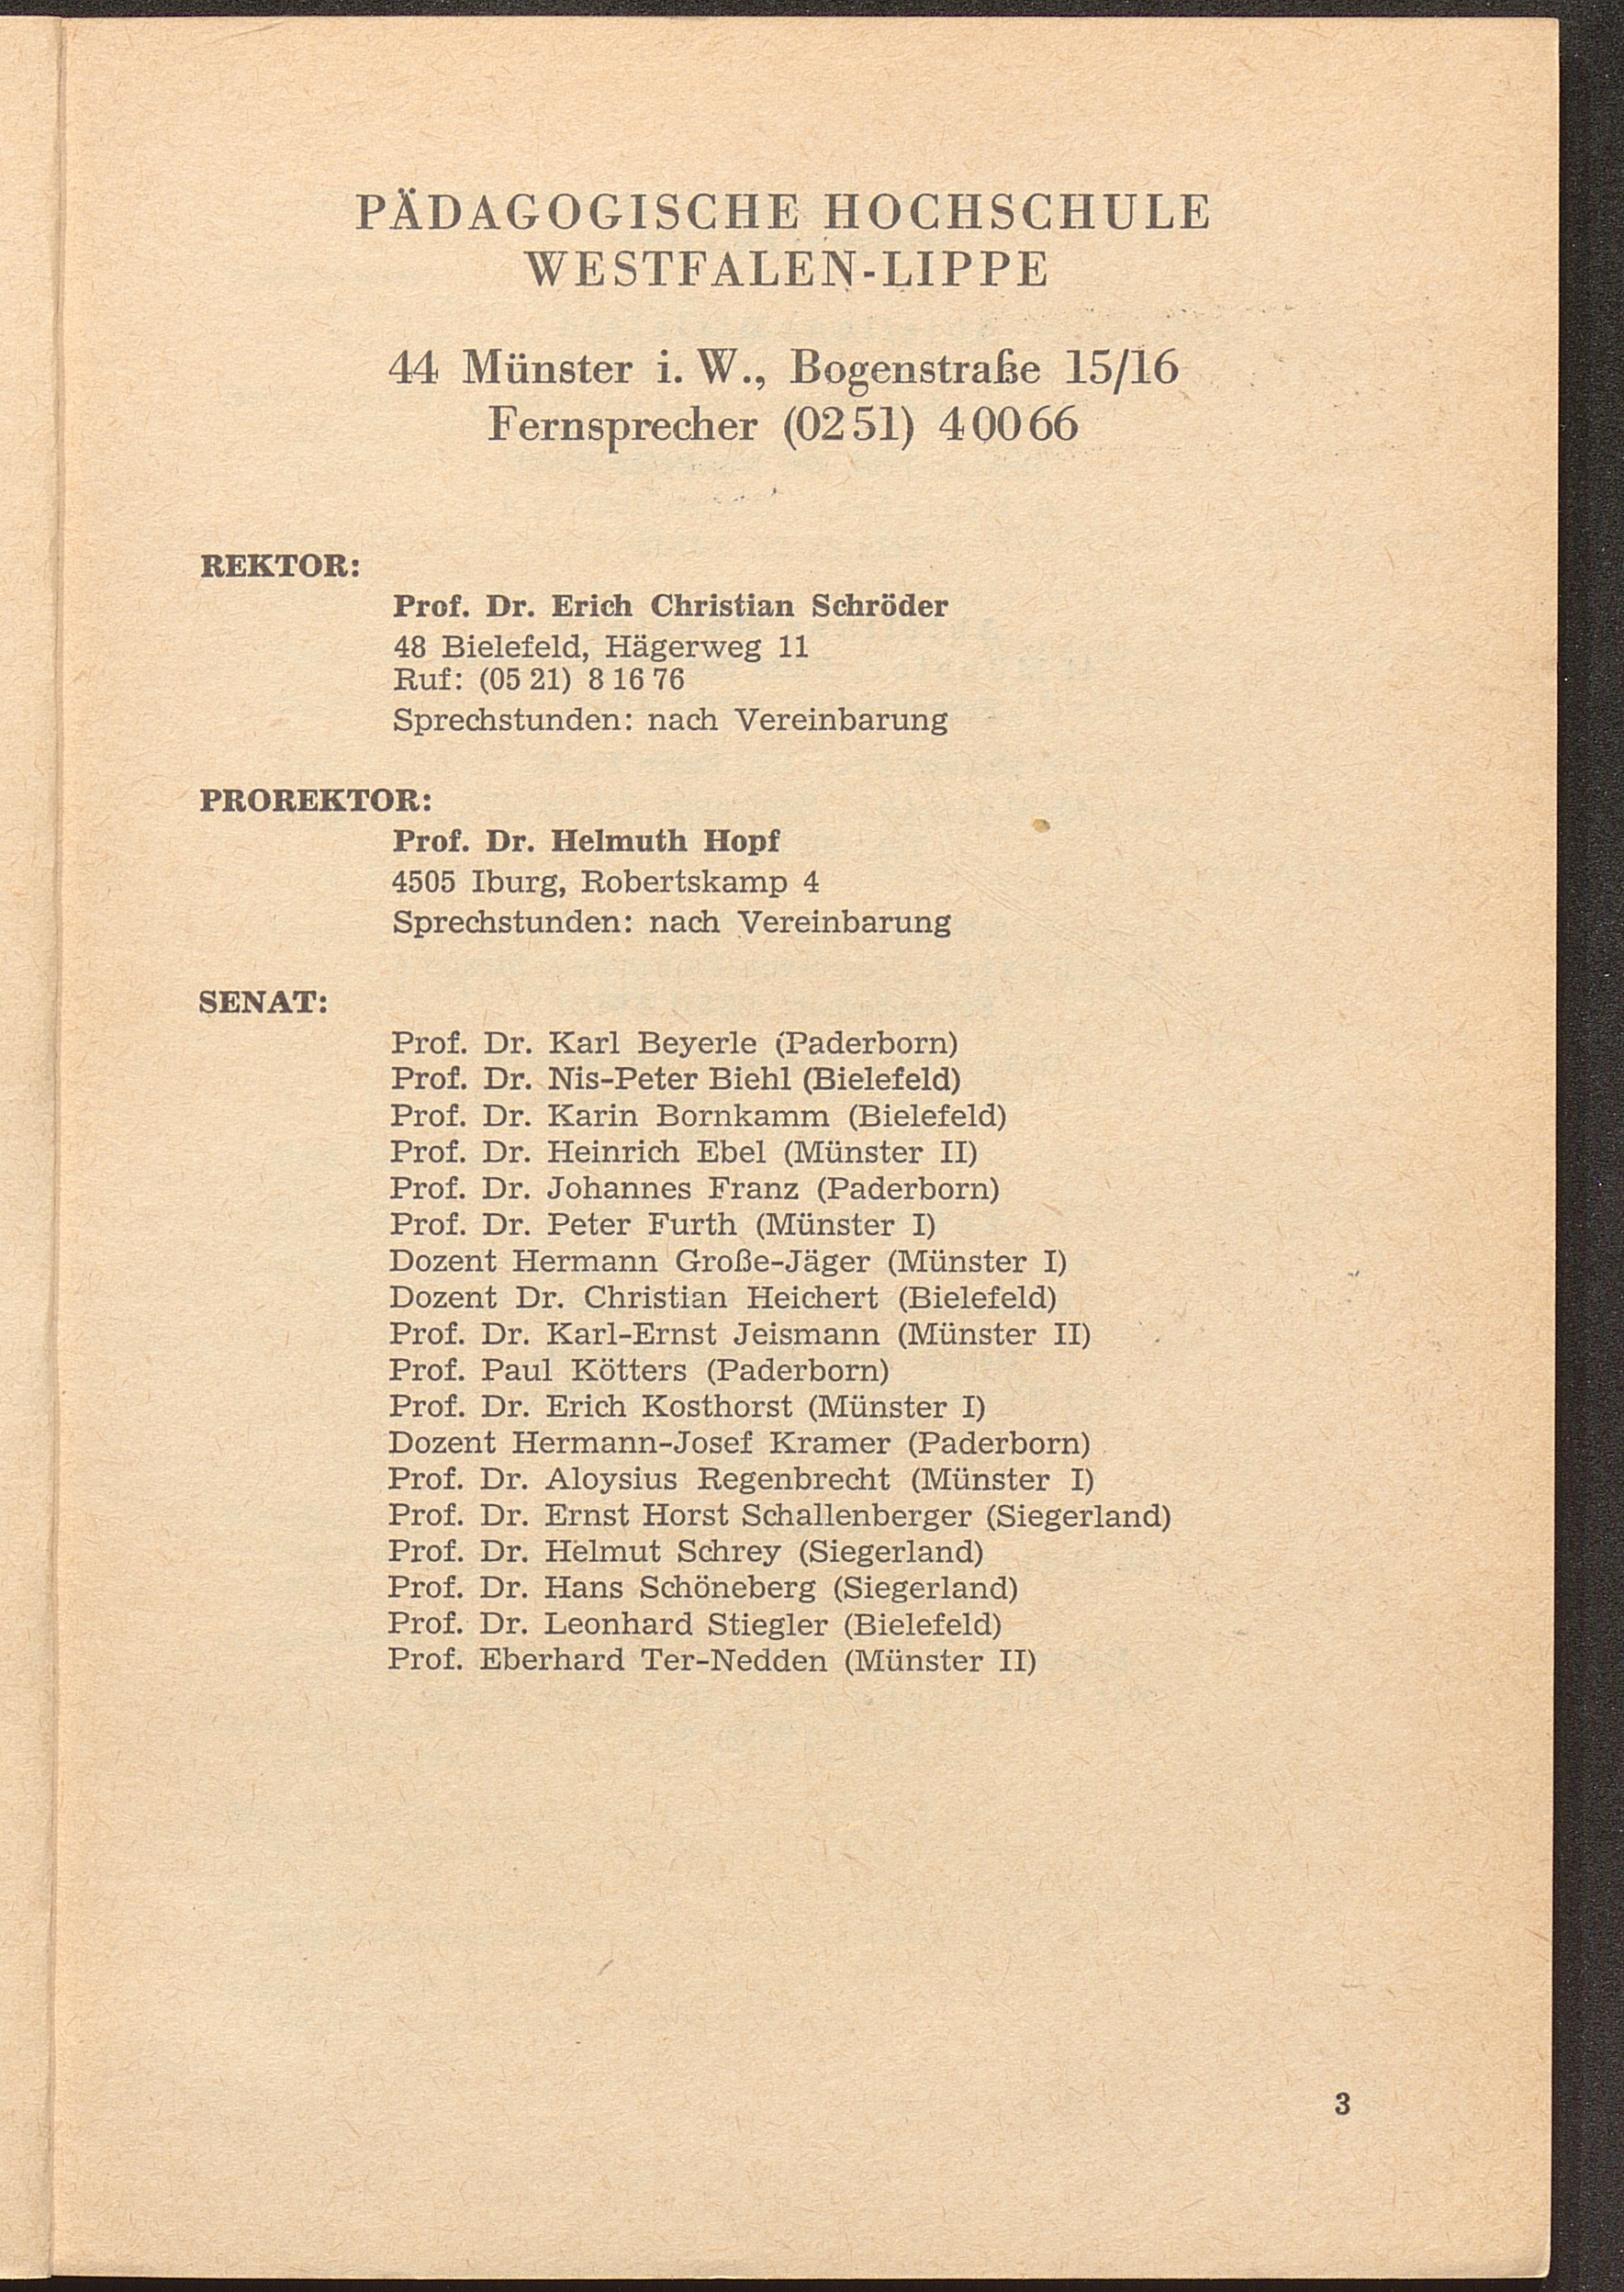 PÄDAGOGISCHE HOCHSCHULE
WESTFALEN-LIPPE
44 Münster i. W., Bogenstraße 15/16
Fernsprecher (0251) 40066
REKTOR:
Prof. Dr. Erich Christian Schröder
48 Bielefeld, Hägerweg 11
Ruf: (05 21) 8 16 76
Sprechstunden: nach Vereinbarung
PROREKTOR:
Prof. Dr. Helmuth Hopf
4505 Iburg, Robertskamp 4
Sprechstunden: nach Vereinbarung
SENAT:
Prof. Dr. Karl Beyerle (Paderborn)
Prof. Dr. Nis-Peter Biehl (Bielefeld)
Prof. Dr. Karin Bornkamm (Bielefeld)
Prof. Dr. Heinrich Ebel (Münster II)
Prof. Dr. Johannes Franz (Paderborn)
Prof. Dr. Peter Furth (Münster I)
Dozent Hermann Große-Jäger (Münster I)
Dozent Dr. Christian Heichert (Bielefeld)
Prof. Dr. Karl-Ernst Jeismann (Münster II)
Prof. Paul Kötters (Paderborn)
Prof. Dr. Erich Kosthorst (Münster I)
Dozent Hermann-Josef Kramer (Paderborn)
Prof. Dr. Aloysius Regenbrecht (Münster I)
Prof. Dr. Ernst Horst Schallenberger (Siegerland)
Prof. Dr. Helmut Schrey (Siegerland)
Prof. Dr. Hans Schöneberg (Siegerland)
Prof. Dr. Leonhard Stiegler (Bielefeld)
Prof. Eberhard Ter-Nedden (Münster II)
3